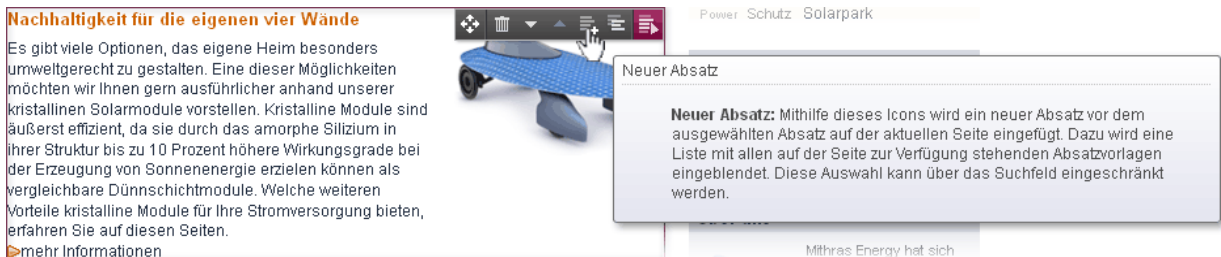 Nachhaltigkeit für die eigenen vier Wände
Es gibt viele Optionen, das eigene Heim besonders
umweltgerecht zu gestalten. Eine dieser Möglichkeiten
möchten wir Ihnen gern ausführlicher anhand unserer
kristallinen Solarmodule vorstellen. Kristalline Module sind
äußerst effizient, da sie durch das amorphe Silizium in
ihrer Struktur bis zu 10 Prozent höhere Wirkungsgrade bei
der Erzeugung von Sonnenenergie erzielen können als
vergleichbare Dünnschichtmodule. Welche weiteren
Vorteile kristalline Module für Ihre Stromversorgung bieten,
erfahren Sie auf diesen Seiten.
mehr Informationen
Power Schutz Solarpark
Neuer Absatz
Neuer Absatz: Mithilfe dieses Icons wird ein neuer Absatz vor dem
ausgewählten Absatz auf der aktuellen Seite eingefügt. Dazu wird eine
Liste mit allen auf der Seite zur Verfügung stehenden Absatzvorlagen
eingeblendet. Diese Auswahl kann über das Suchfeld eingeschränkt
werden.
Mithras Energy hat sich